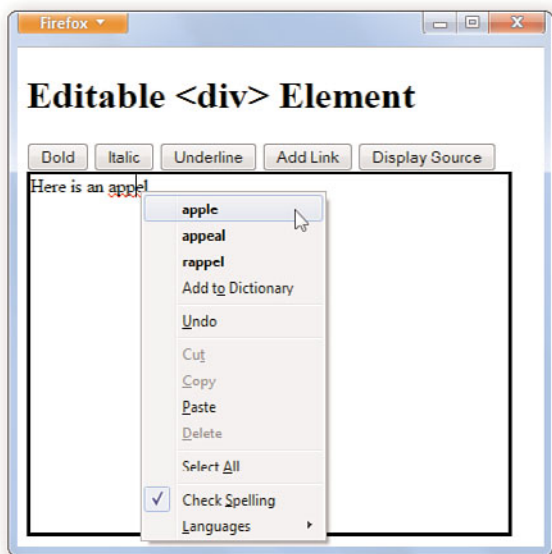 Firefox
Editable <div> Element
Bold Italic Underline Add Link Display Source
Here is an appel
apple
appeal
rappel
Add to Dictionary
Undo
Cut
Copy
Paste
Delete
Select All
Check Spelling
Languages